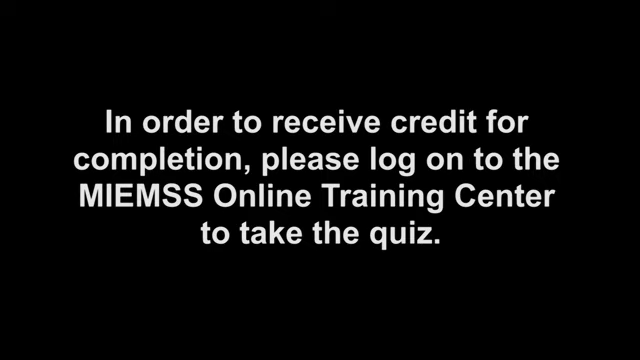 In order to receive credit for
completion, please log on to the
MIEMSS Online Training Center
to take the quiz.